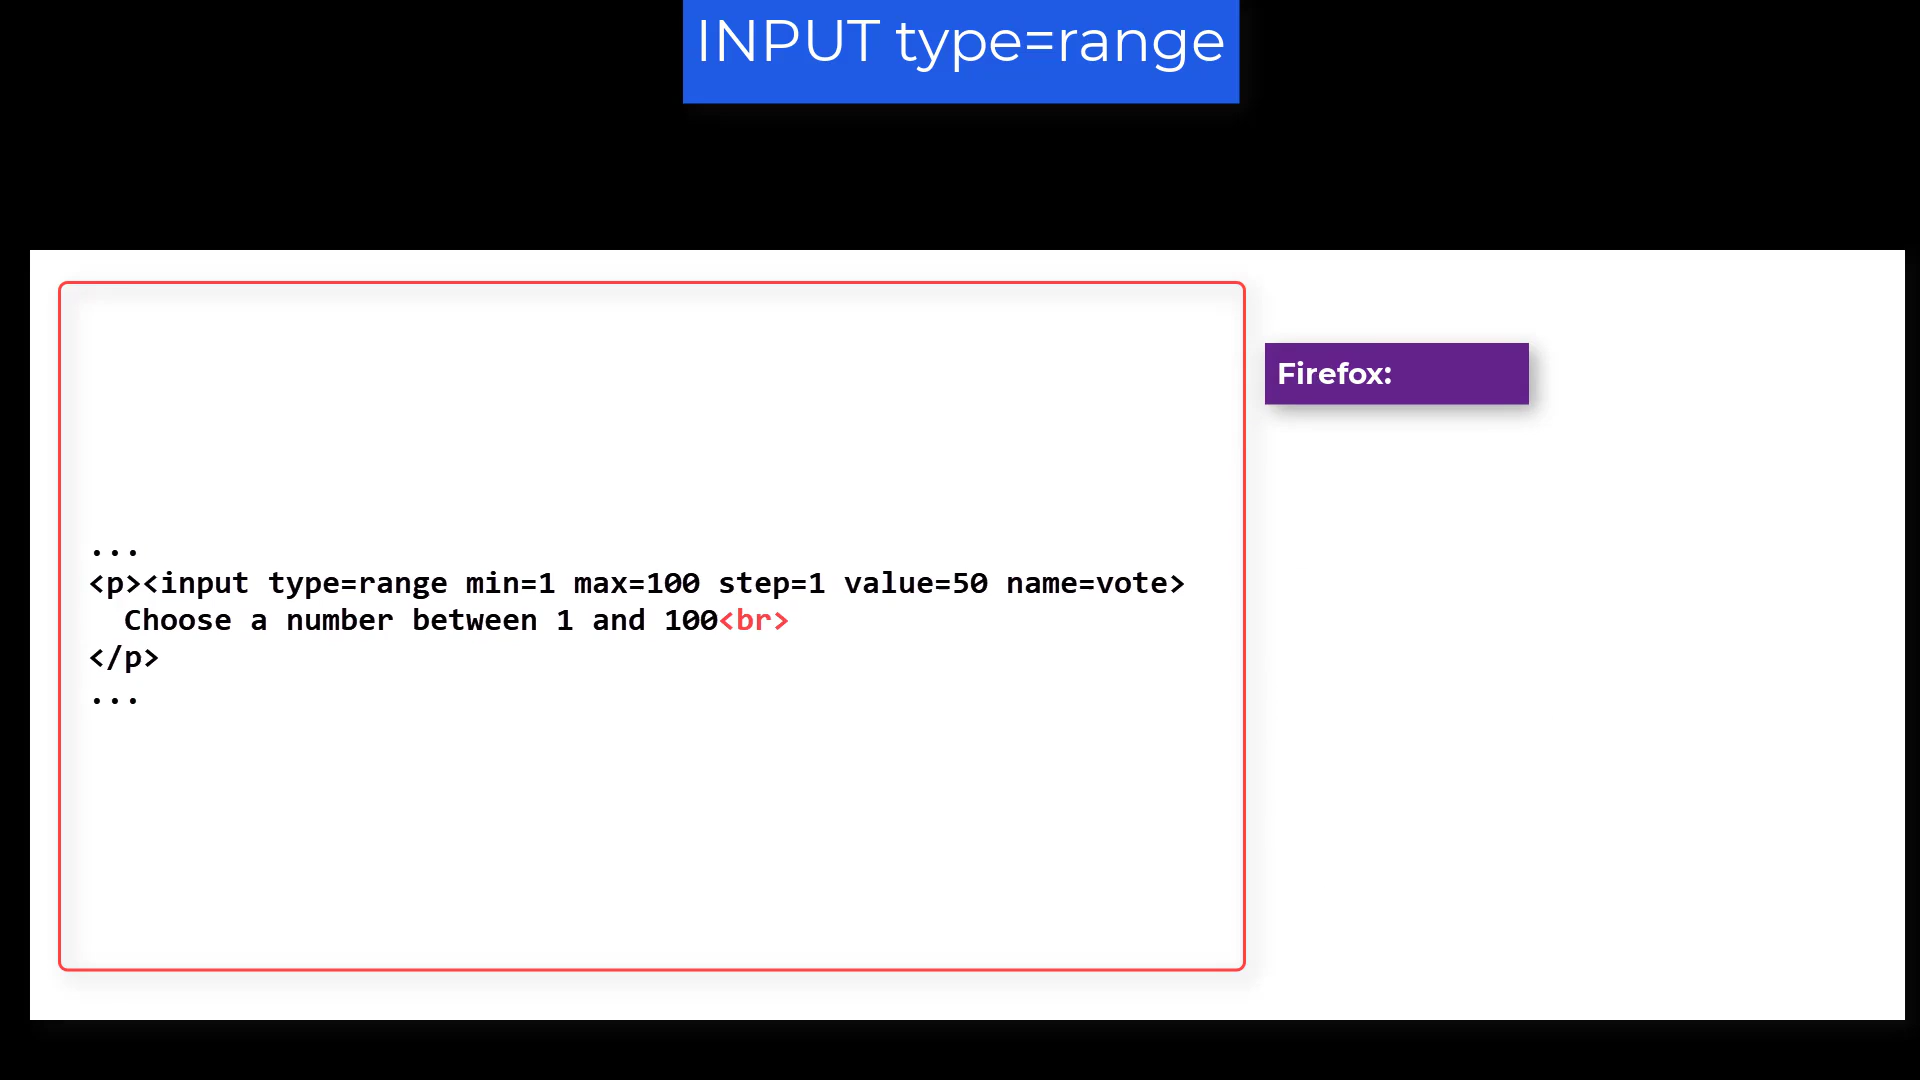 INPUT type=range
...
<p><input type=range min=1 max=100 step=1 value=50 name=vote>
Choose a number between 1 and 100<br>
</p>
...
Firefox: